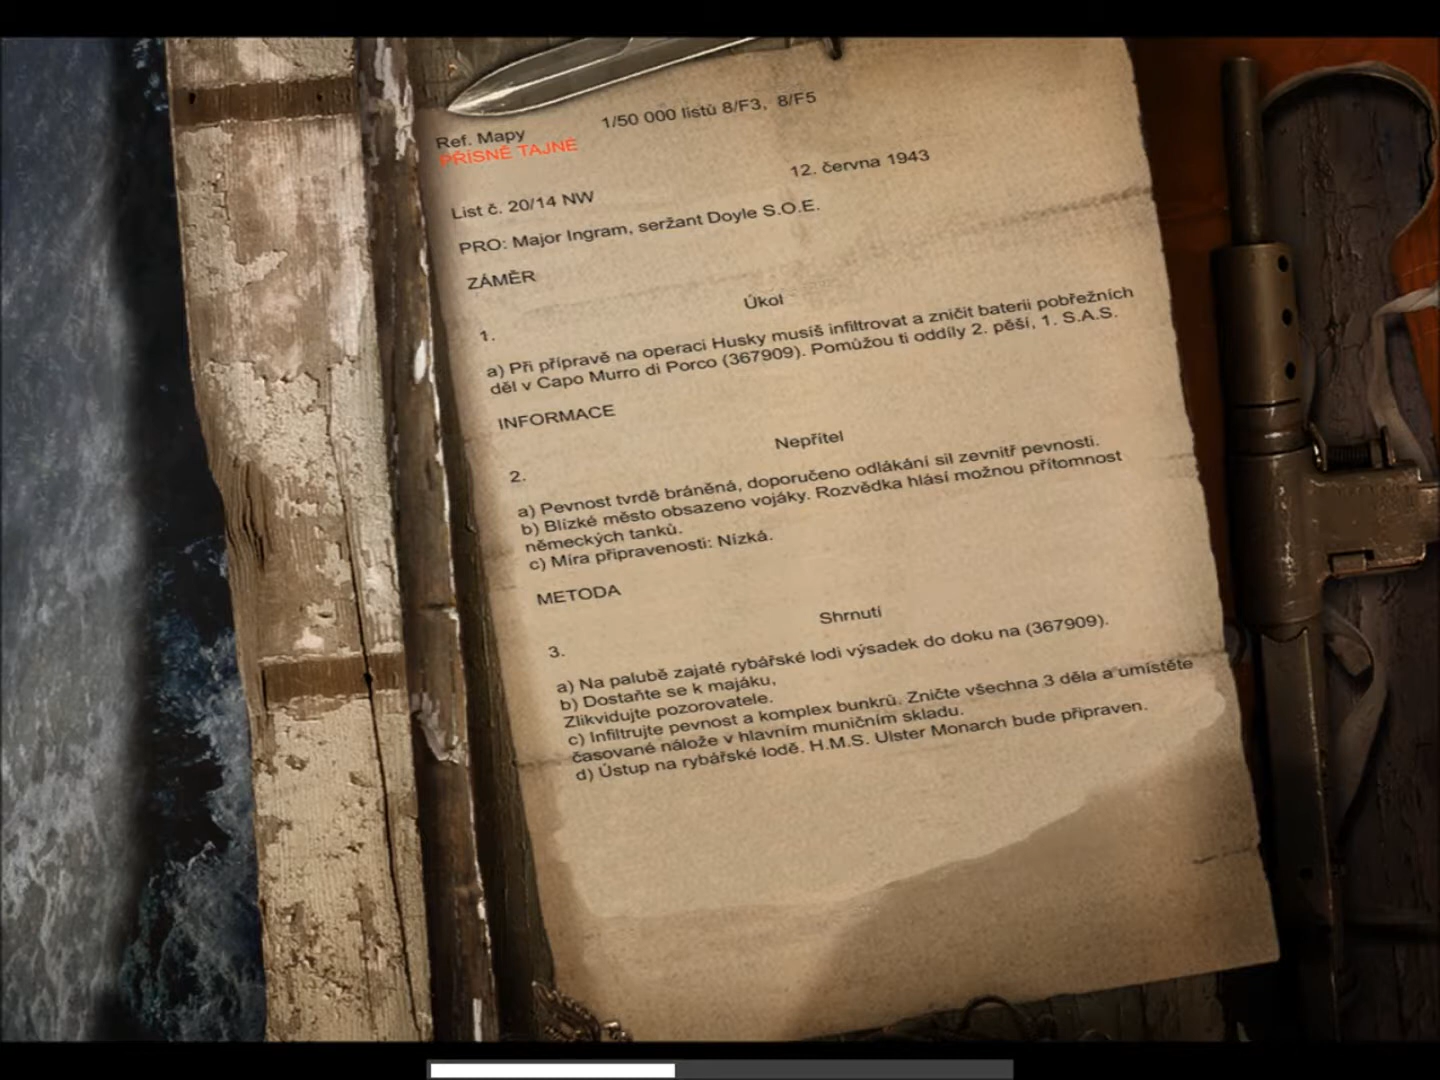 Ref. Mapy 1/50 000 listů 8/F3, 8/F5
PŘÍSNĚ TAJNÉ
12. června 1943
List č. 20/14 NW
PRO: Major Ingram, seržant Doyle S.O.E.
ZÁMĚR
Úkol
1.
a) Při přípravě na operaci Husky musíš infiltrovat a zničit baterii pobřežních
děl v Capo Murro di Porco (367909). Pomůžou ti oddíly 2. pěší, 1. S.A.S.
INFORMACE
Nepřítel
2.
a) Pevnost tvrdě bráněná, doporučeno odlákání sil zevnitř pevnosti.
b) Blízké město obsazeno vojáky. Rozvědka hlásí možnou přítomnost
německých tanků.
c) Míra připravenosti: Nízká.
METODA
Shrnutí
3.
a) Na palubě zajaté rybářské lodi výsadek do doku na (367909).
b) Dostaňte se k majáku,
Zlikvidujte pozorovatele.
c) Infiltrujte pevnost a komplex bunkrů. Zničte všechna 3 děla a umístěte
časované nálože v hlavním muničním skladu.
d) Ústup na rybářské lodě. H.M.S. Ulster Monarch bude připraven.